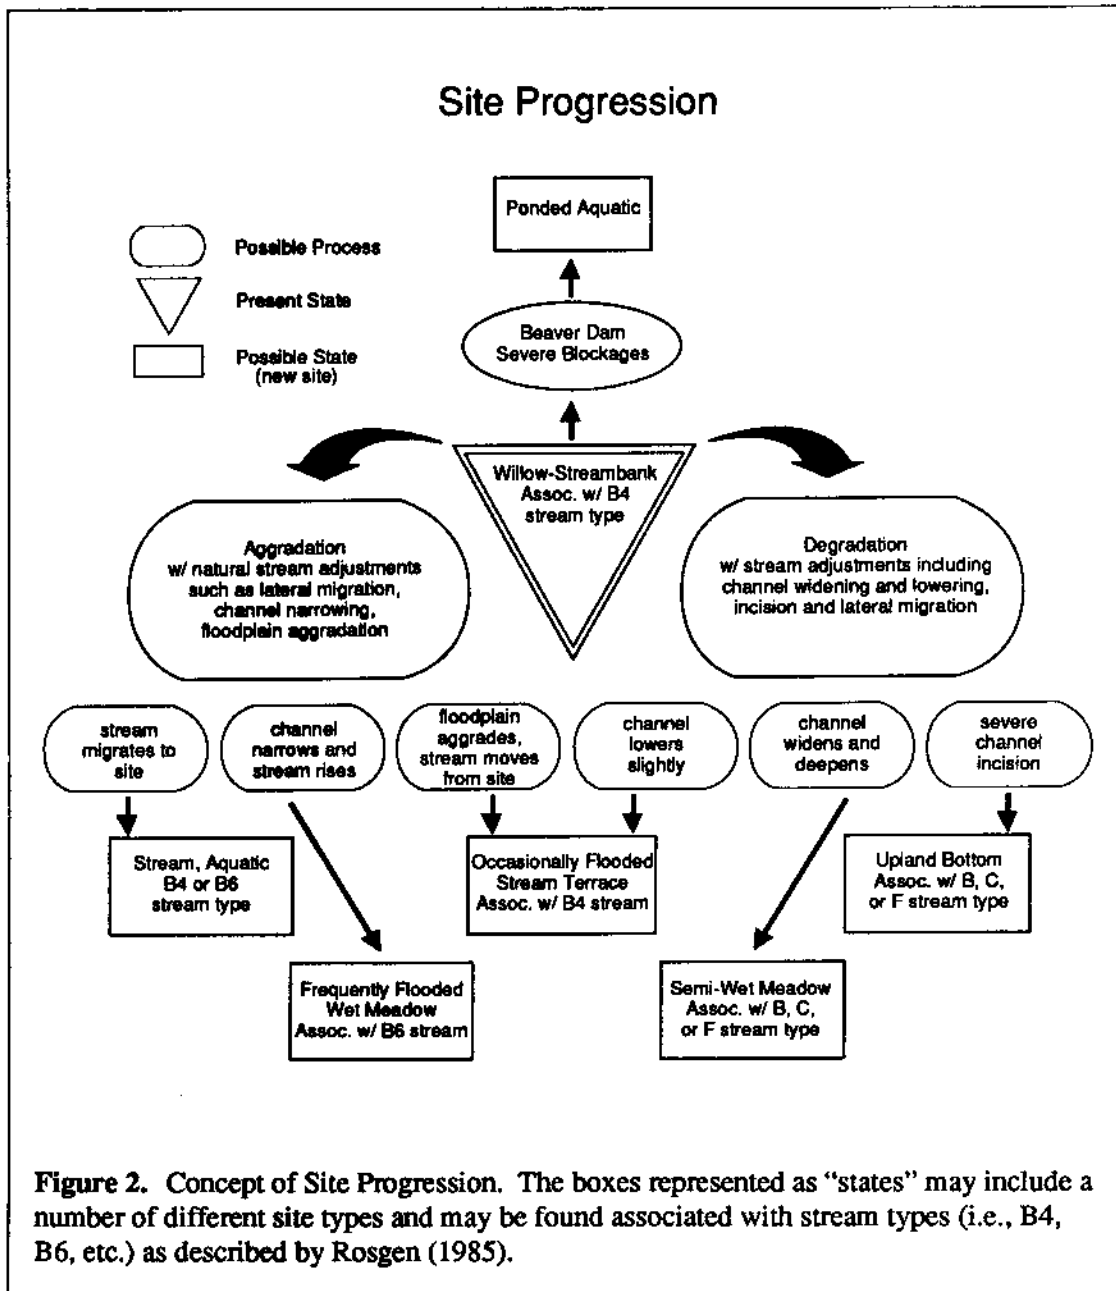 Site Progression
Ponded Aquatic
Possible Process
Present State
Possible State
(new site)
Beaver Dam
Severe Blockages
Willow-Streambank
Assoc. w/ B4
stream type
Aggradation
w/ natural stream adjustments
such as lateral migration,
channel narrowing,
floodplain aggradation
Degradation
w/ stream adjustments including
channel widening and lowering,
incision and lateral migration
stream
migrates to
site
channel
narrows and
stream rises
floodplain
aggrades,
stream moves
from site
channel
lowers
slightly
channel
widens and
deepens
severe
channel
incision
Stream, Aquatic
B4 or B6
stream type
Occasionally Flooded
Stream Terrace
Assoc. w/ B4 stream
Upland Bottom
Assoc. w/ B, C,
or F stream type
Frequently Flooded
Wet Meadow
Assoc. w/ B6 stream
Semi-Wet Meadow
Assoc. w/ B, C,
or F stream type
Figure 2. Concept of Site Progression. The boxes represented as “states” may include a
number of different site types and may be found associated with stream types (i.e., B4,
B6, etc.) as described by Rosgen (1985).